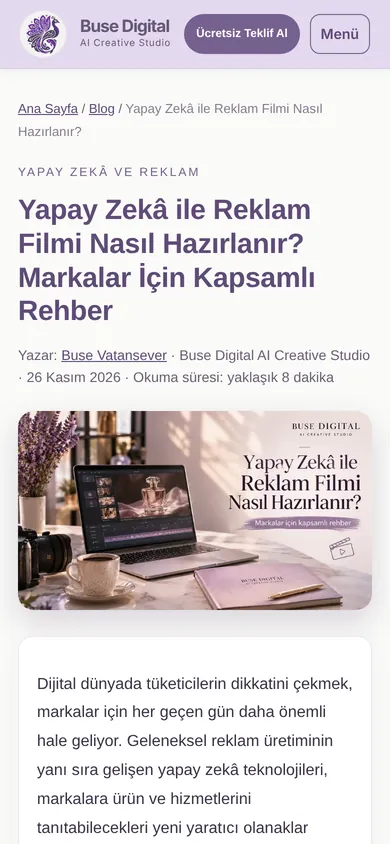 Buse Digital
AI Creative Studio
Ücretsiz Teklif Al
Menü
Ana Sayfa / Blog / Yapay Zekâ ile Reklam Filmi Nasıl
Hazırlanır?
YAPAY ZEKÂ VE REKLAM
Yapay Zekâ ile Reklam
Filmi Nasıl Hazırlanır?
Markalar İçin Kapsamlı
Rehber
Yazar: Buse Vatansever · Buse Digital AI Creative Studio
· 26 Kasım 2026 · Okuma süresi: yaklaşık 8 dakika
BUSE DIGITAL
AI CREATIVE STUDIO
Yapay Zekâ ile
Reklam Filmi
Nasıl Hazırlanır?
Markalar için kapsamlı rehber
BUSE DIGITAL
Dijital dünyada tüketicilerin dikkatini çekmek,
markalar için her geçen gün daha önemli
hale geliyor. Geleneksel reklam üretiminin
yanı sıra gelişen yapay zekâ teknolojileri,
markalara ürün ve hizmetlerini
tanıtabilecekleri yeni yaratıcı olanaklar